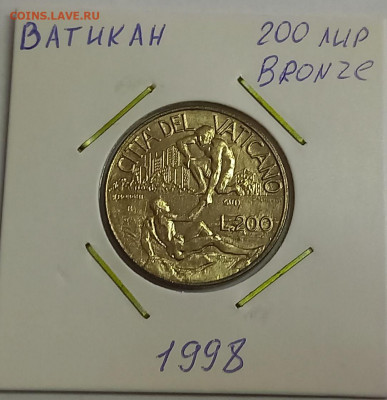 COINS.LAVE.RU
ВАТИКАН
200 ЛИР
BRONZE
CITTA' DEL VATICANO
L.200
1998